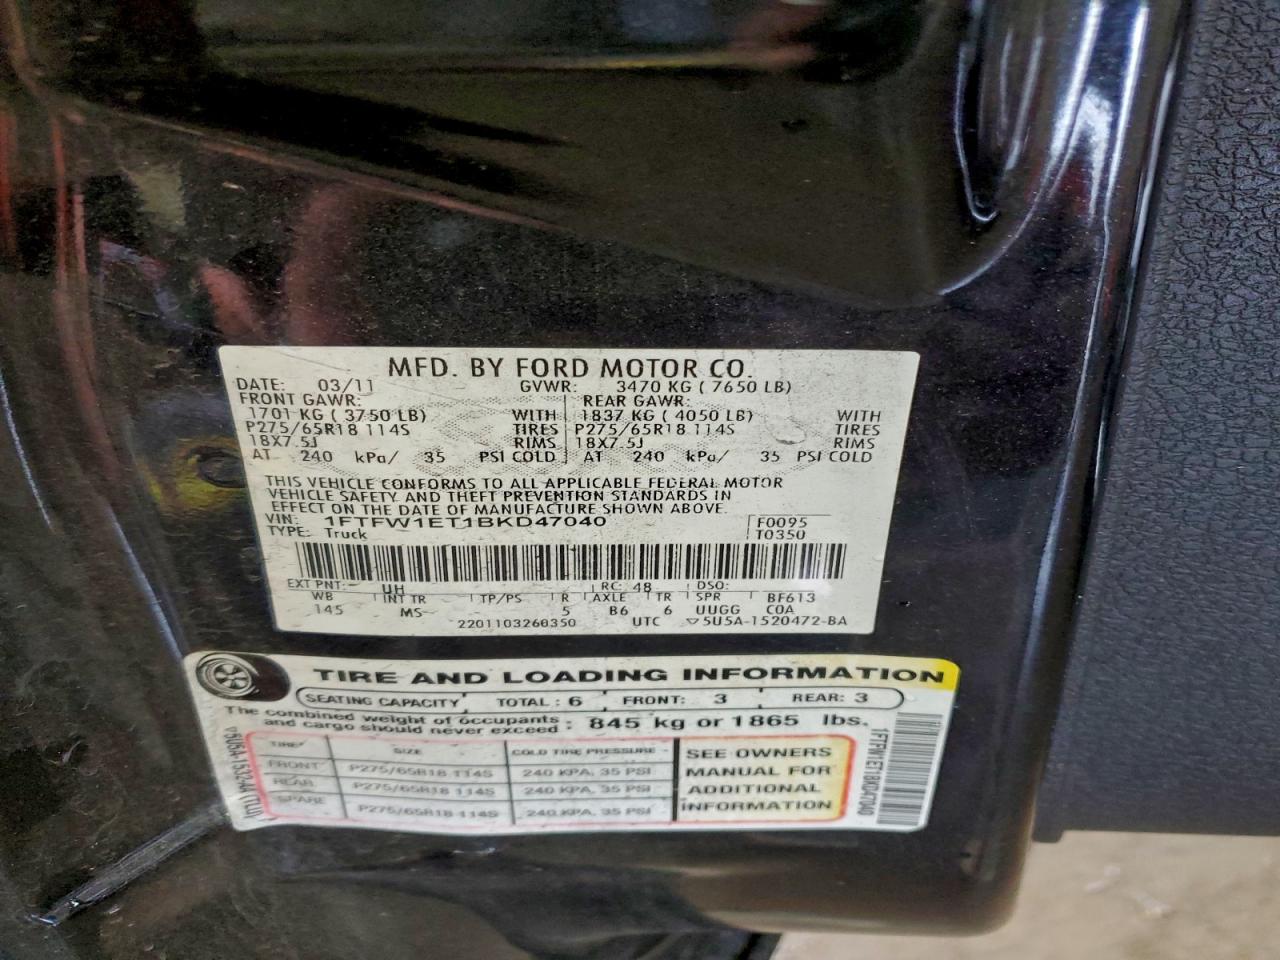 MFD. BY FORD MOTOR CO.
DATE: 03/11 GVWR: 3470 KG ( 7650 LB)
FRONT GAWR: REAR GAWR:
1701 KG ( 3750 LB) WITH 1837 KG ( 4050 LB) WITH
P275/65R18 114S TIRES P275/65R18 114S TIRES
18X7.5J RIMS 18X7.5J RIMS
AT 240 kPa/ 35 PSI COLD AT 240 kPa/ 35 PSI COLD
THIS VEHICLE CONFORMS TO ALL APPLICABLE FEDERAL MOTOR
VEHICLE SAFETY AND THEFT PREVENTION STANDARDS IN
EFFECT ON THE DATE OF MANUFACTURE SHOWN ABOVE.
VIN: 1FTFW1ET1BKD47040 F0095
TYPE: Truck T0350
EXT PNT: UH RC: 48 DSO:
WB INT TR TP/PS R AXLE TR SPR BF613
145 MS 5 B6 6 UUGG COA
2201103260350 UTC ▽5U5A-1520472-BA
TIRE AND LOADING INFORMATION
SEATING CAPACITY TOTAL : 6 FRONT: 3 REAR: 3
The combined weight of occupants
and cargo should never exceed : 845 kg or 1865 lbs.
TIRE SIZE COLD TIRE PRESSURE SEE OWNERS
FRONT P275/65R18 114S 240 KPA, 35 PSI MANUAL FOR
REAR P275/65R18 114S 240 KPA, 35 PSI ADDITIONAL
SPARE P275/65R18 114S 240 KPA, 35 PSI INFORMATION
1FTFW1ET1BKD47040